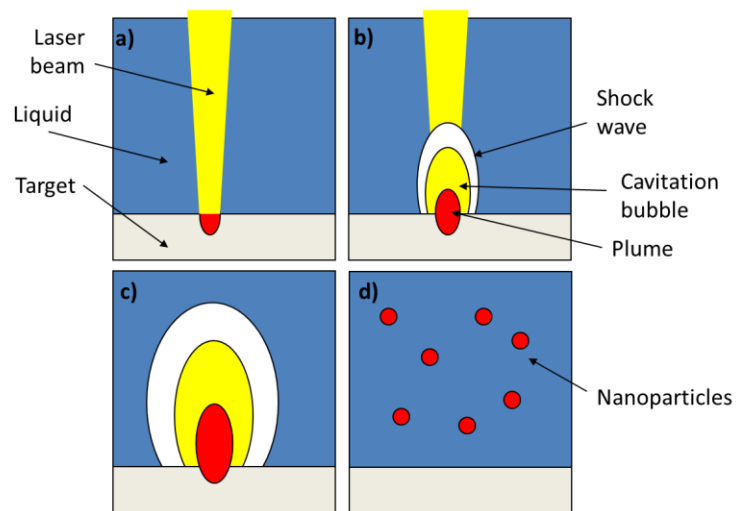 a)
Laser
beam
Liquid
Target
b)
Shock
wave
Cavitation
bubble
Plume
c)
d)
Nanoparticles